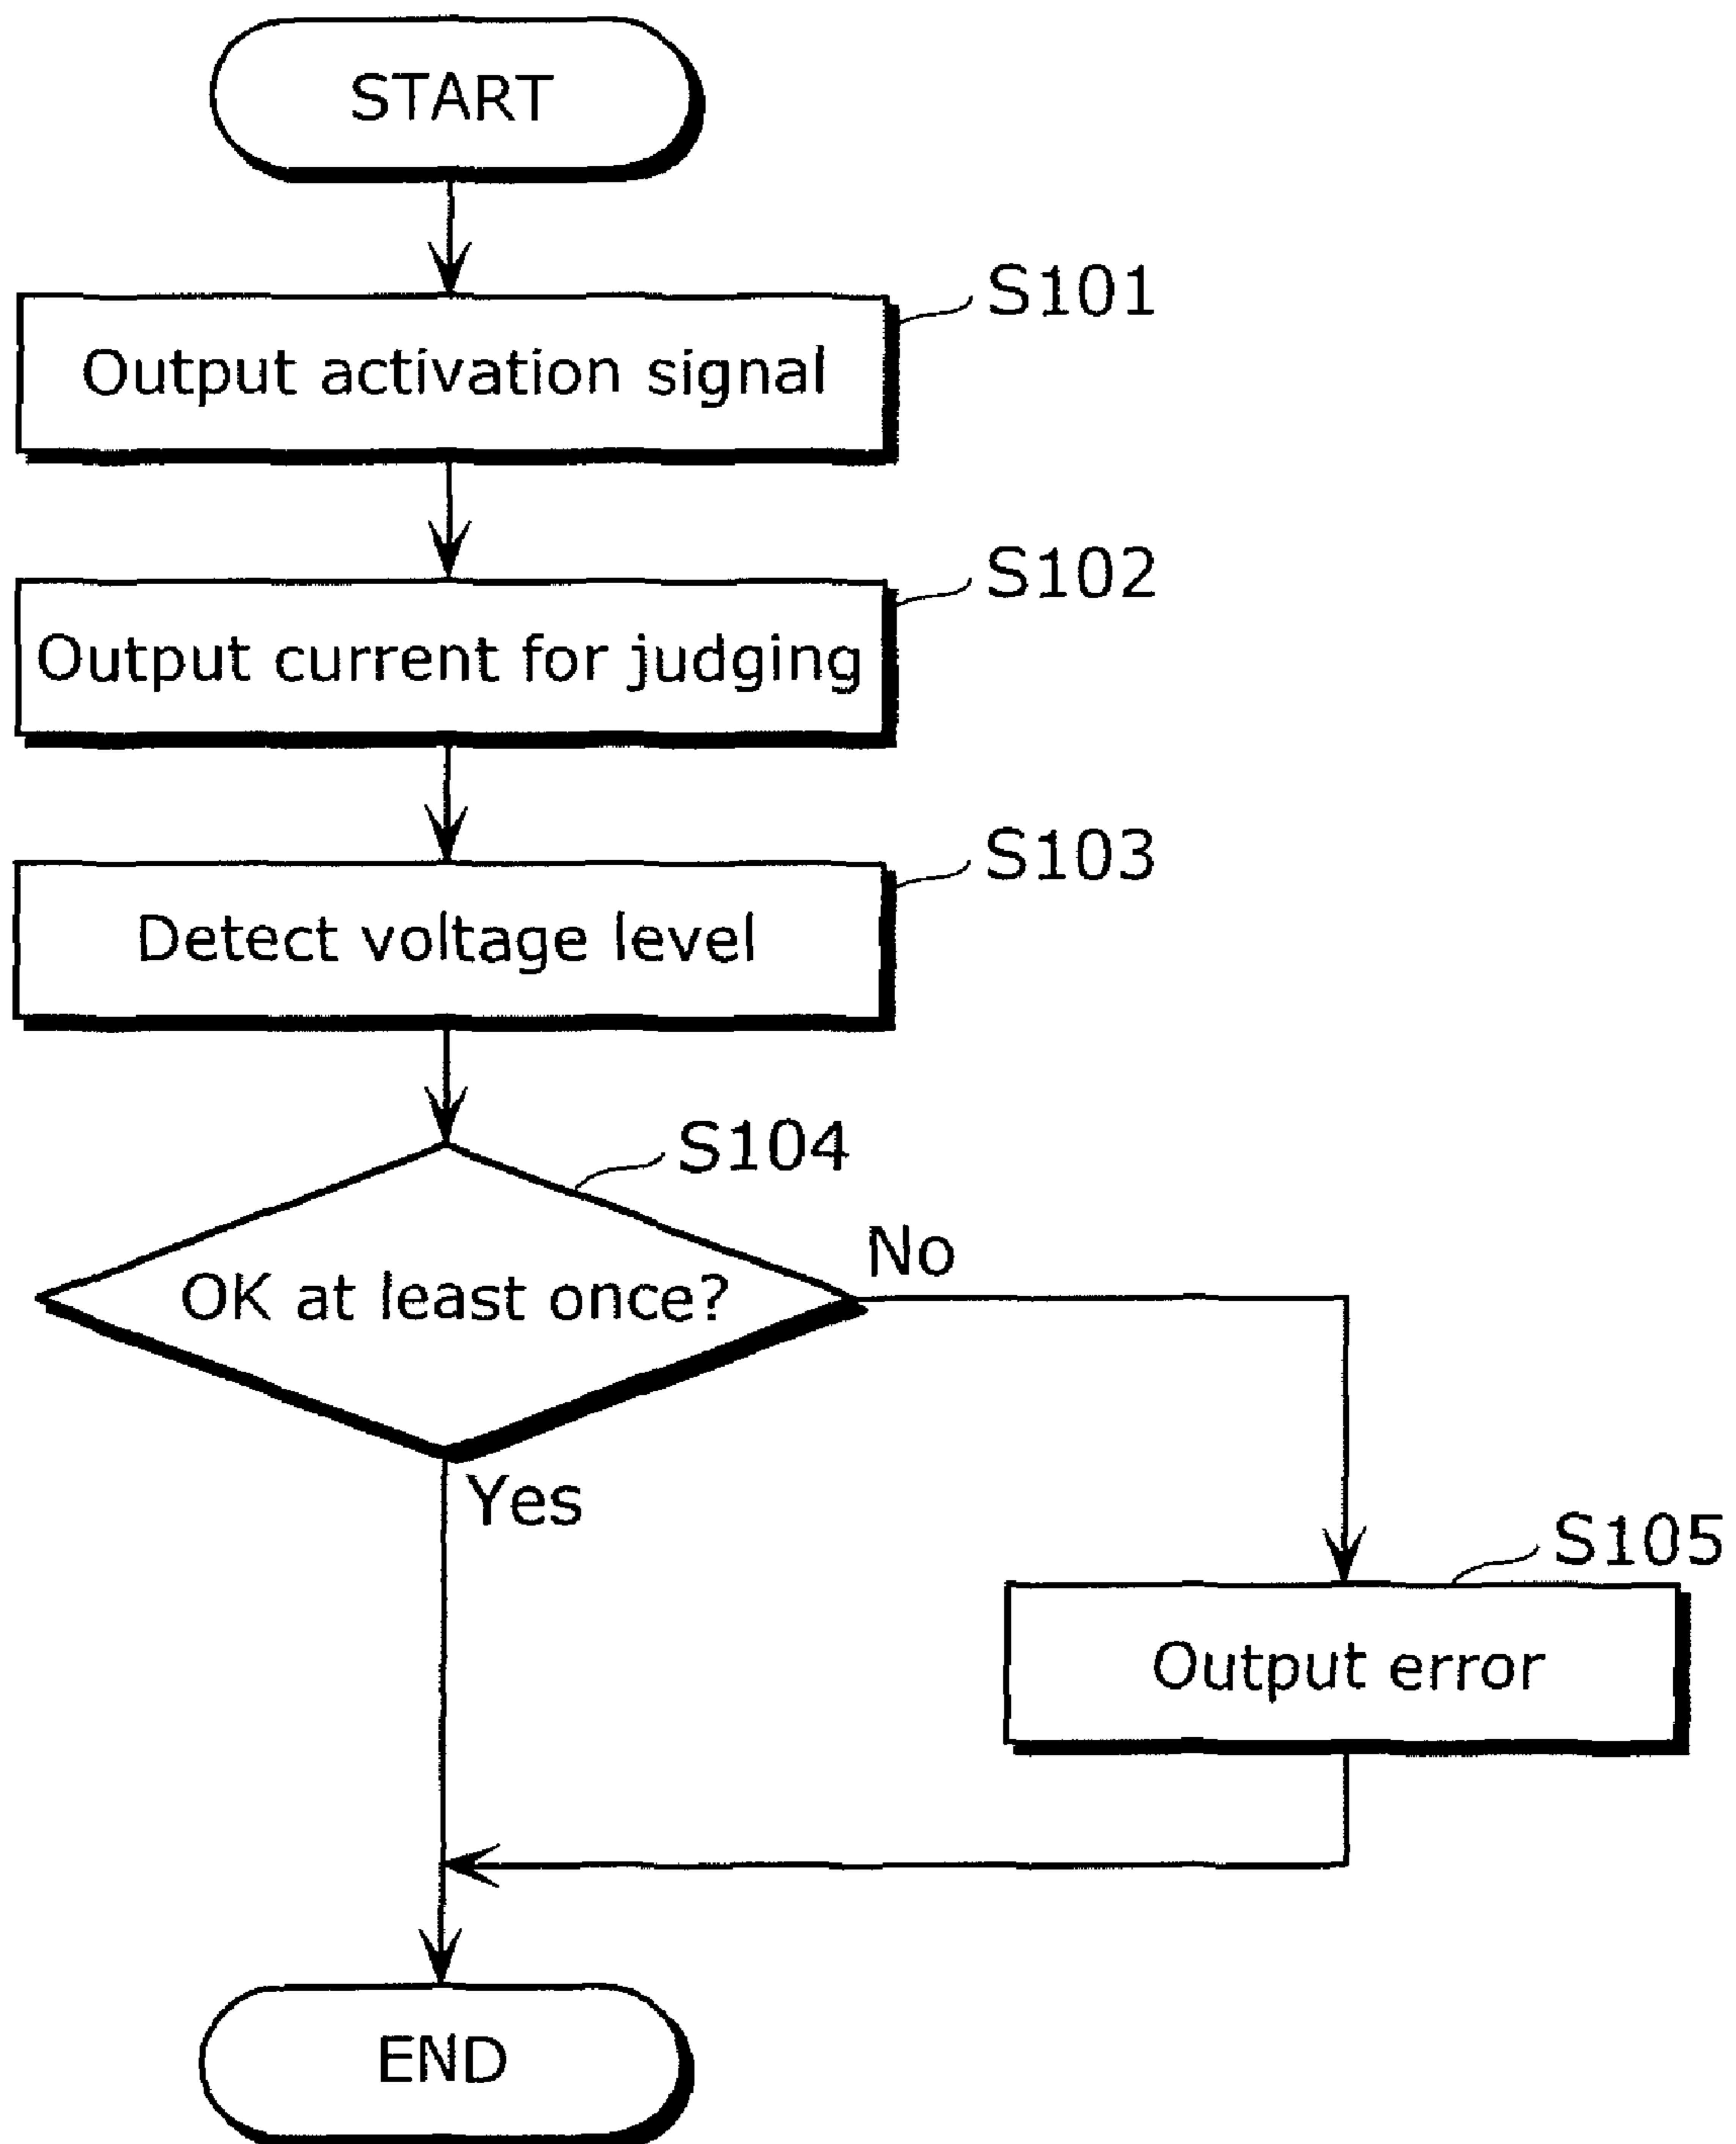 START
S101
Output activation signal
S102
Output current for judging
S103
Detect voltage level
S104
No
OK at least once?
Yes
S105
Output error
END